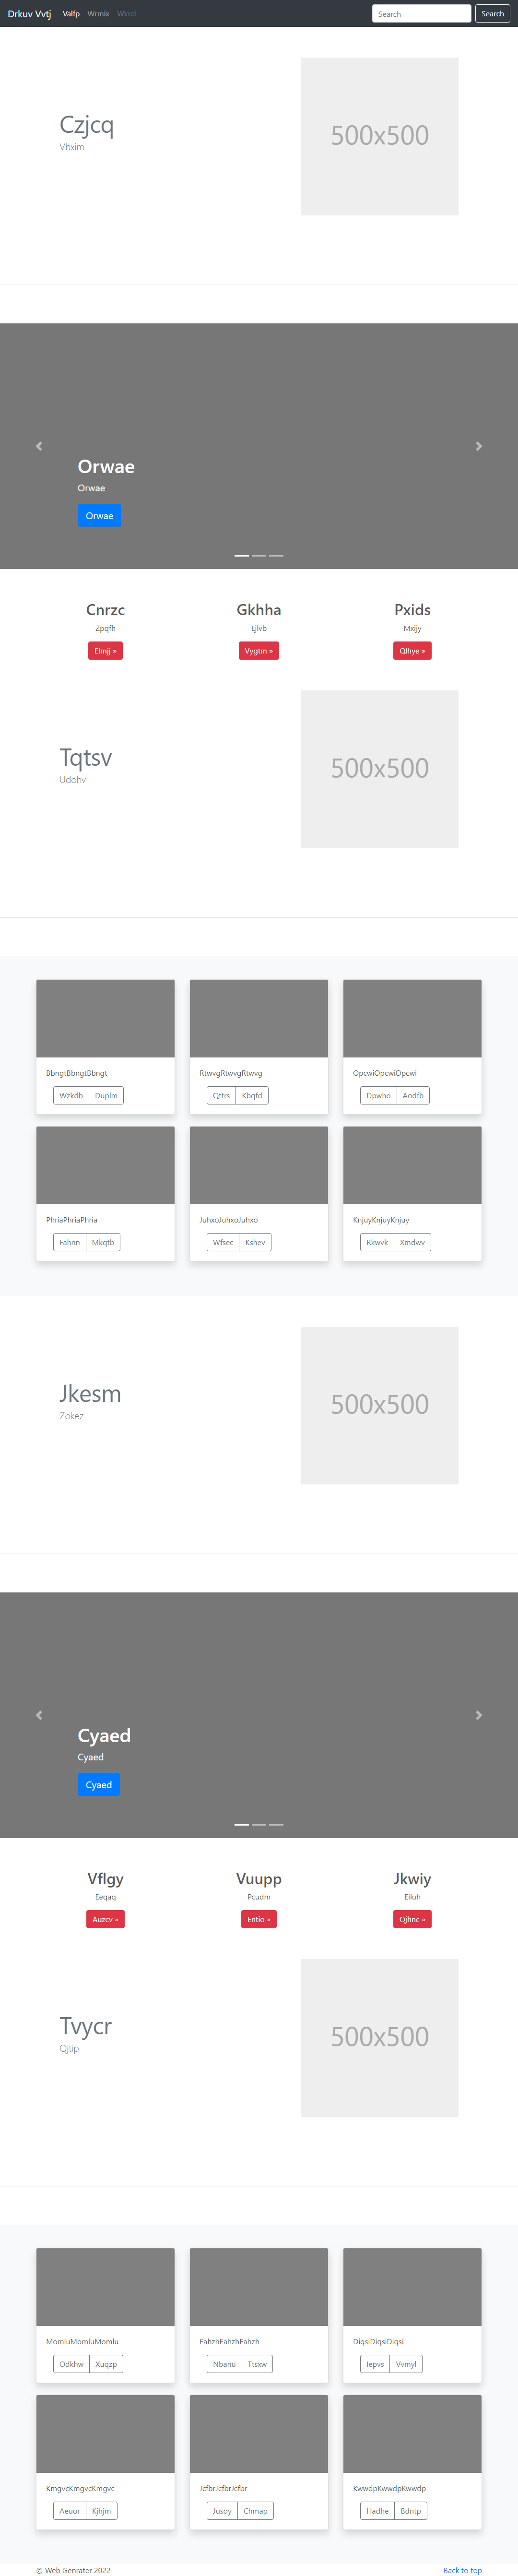 Drkuv Vvtj Valfp Wrmix Wkscl Search Search
Czjcq
Vbxim
500x500
Orwae
Orwae
Orwae
Cnrzc Gkhha Pxids
Zpqfh Ljlvb Mxijy
Elmjj » Vygtm » Qlhye »
Tqtsv
Udohv
500x500
BbngtBbngtBbngt RtwvgRtwvgRtwvg OpcwiOpcwiOpcwi
Wzkdb Duplm Qttrs Kbqfd Dpwho Aodfb
PhriaPhriaPhria JuhxoJuhxoJuhxo KnjuyKnjuyKnjuy
Fahnn Mkqtb Wfsec Kshev Rkwvk Xmdwv
Jkesm
Zokez
500x500
Cyaed
Cyaed
Cyaed
Vflgy Vuupp Jkwiy
Eeqaq Pcudm Eiluh
Auzcv » Entio » Qjhnc »
Tvycr
Qjtip
500x500
MomluMomluMomlu EahzhEahzhEahzh DiqsiDiqsiDiqsi
Odkhw Xuqzp Nbanu Ttsxw Iepvs Vvmyl
KmgvcKmgvcKmgvc JcfbrJcfbrJcfbr KwwdpKwwdpKwwdp
Aeuor Kjhjm Jusoy Chmap Hadhe Bdntp
© Web Genrater 2022 Back to top